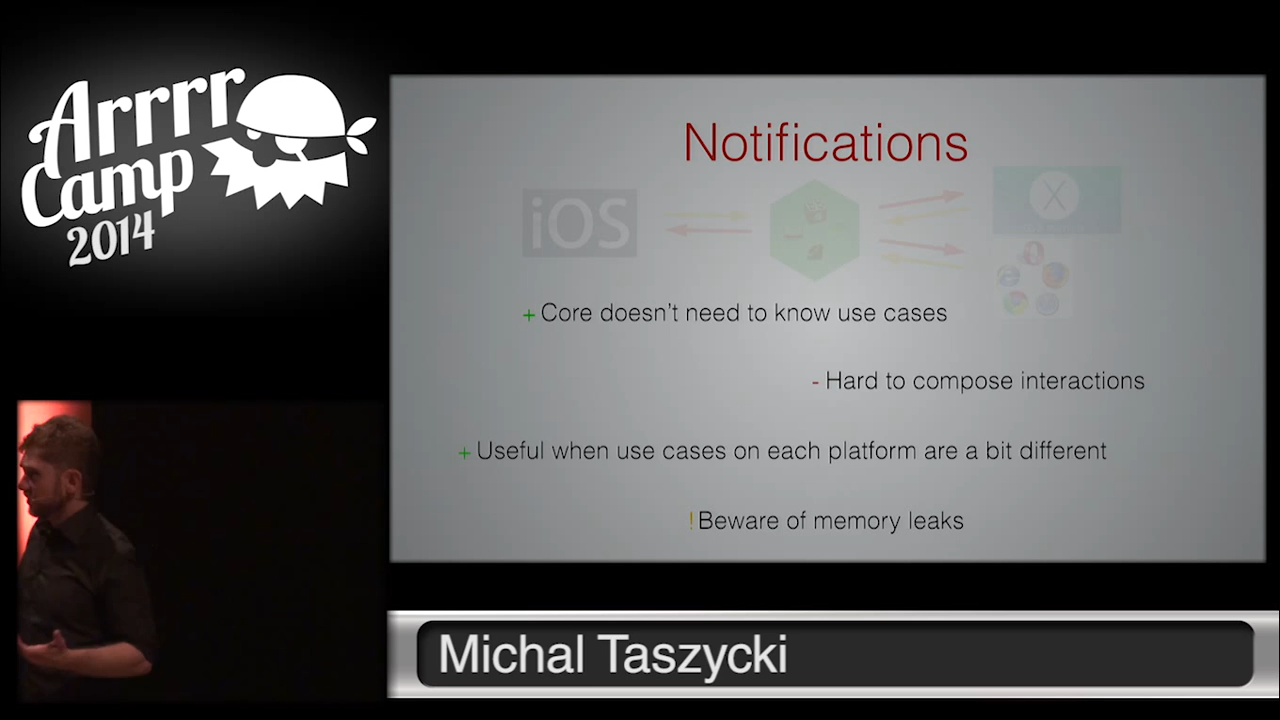 Arrrr
Camp
2014
Notifications
iOS
X
+ Core doesn't need to know use cases
- Hard to compose interactions
+ Useful when use cases on each platform are a bit different
! Beware of memory leaks
Michal Taszycki